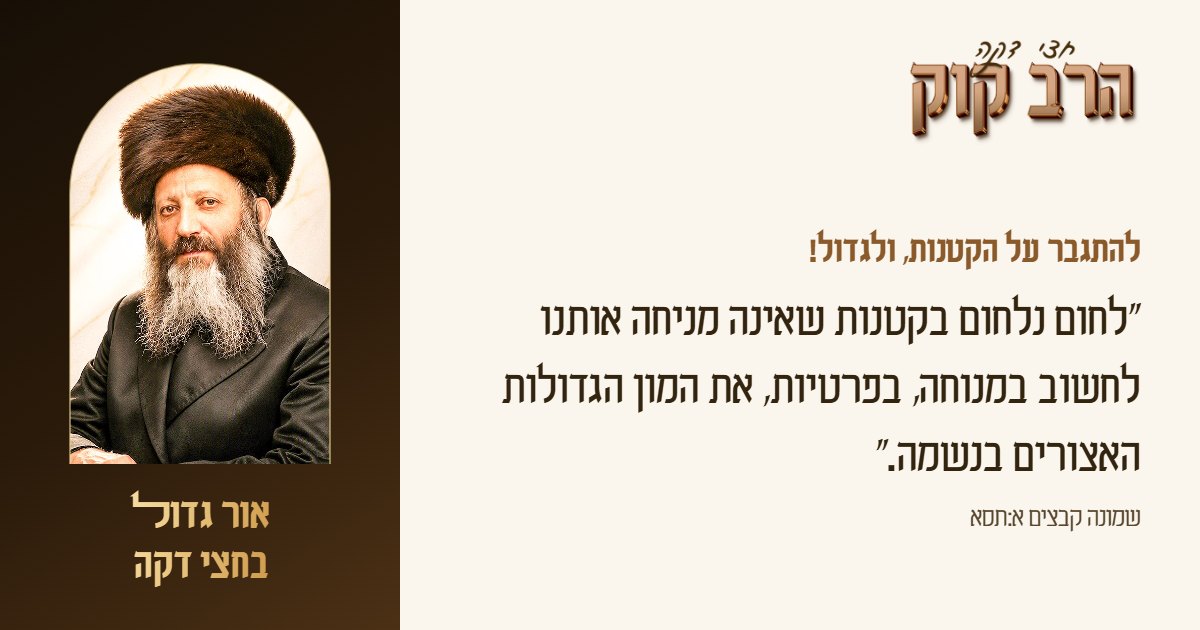 חצי דקה
הרב קוק
להתגבר על הקטנות, ולגדול!
"לחום נלחום בקטנות שאינה מניחה אותנו
לחשוב במנוחה, בפרטיות, את המון הגדולות
האצורים בנשמה."
שמונה קבצים א:תסא
אור גדול
בחצי דקה